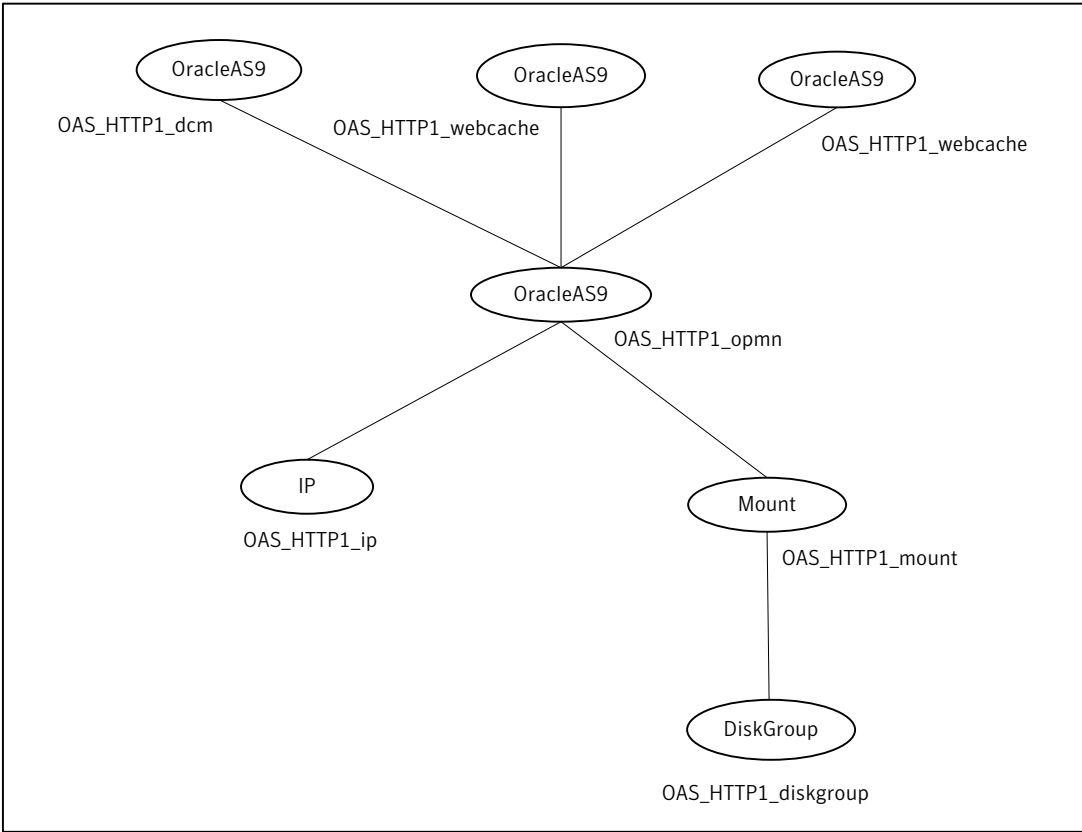 OracleAS9
OAS_HTTP1_dcm
OracleAS9
OAS_HTTP1_webcache
OracleAS9
OAS_HTTP1_webcache
OracleAS9
OAS_HTTP1_opmn
IP
OAS_HTTP1_ip
Mount
OAS_HTTP1_mount
DiskGroup
OAS_HTTP1_diskgroup